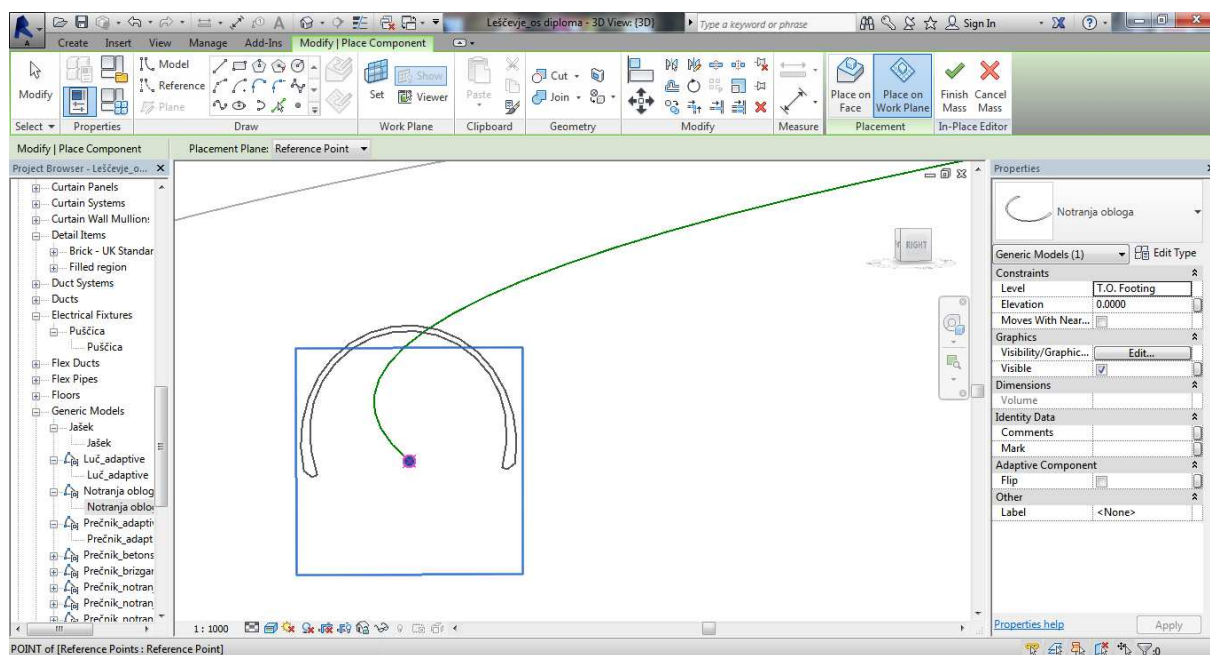 Leščevje_os diploma - 3D View: {3D}
Type a keyword or phrase
Sign In
Create Insert View Manage Add-Ins Modify | Place Component
Modify
Model
Reference
Plane
Set
Show
Viewer
Paste
Cut
Join
Place on Face
Place on Work Plane
Finish Mass
Cancel Mass
Select Properties Draw Work Plane Clipboard Geometry Modify Measure Placement In-Place Editor
Modify | Place Component Placement Plane: Reference Point
Project Browser - Leščevje_o...
Curtain Panels
Curtain Systems
Curtain Wall Mullion:
Detail Items
Brick - UK Standar
Filled region
Duct Systems
Ducts
Electrical Fixtures
Puščica
Puščica
Flex Ducts
Flex Pipes
Floors
Generic Models
Jašek
Jašek
Luč_adaptive
Luč_adaptive
Notranja oblog
Notranja oblo
Prečnik_adapti
Prečnik_adapt
Prečnik_betons
Prečnik_brizgar
Prečnik_notran
Prečnik_notran
Prečnik_notran
RIGHT
Properties
Notranja obloga
Generic Models (1) Edit Type
Constraints
Level T.O. Footing
Elevation 0.0000
Moves With Near...
Graphics
Visibility/Graphic... Edit...
Visible
Dimensions
Volume
Identity Data
Comments
Mark
Adaptive Component
Flip
Other
Label <None>
Properties help Apply
1 : 1000
POINT of [Reference Points : Reference Point]
:0